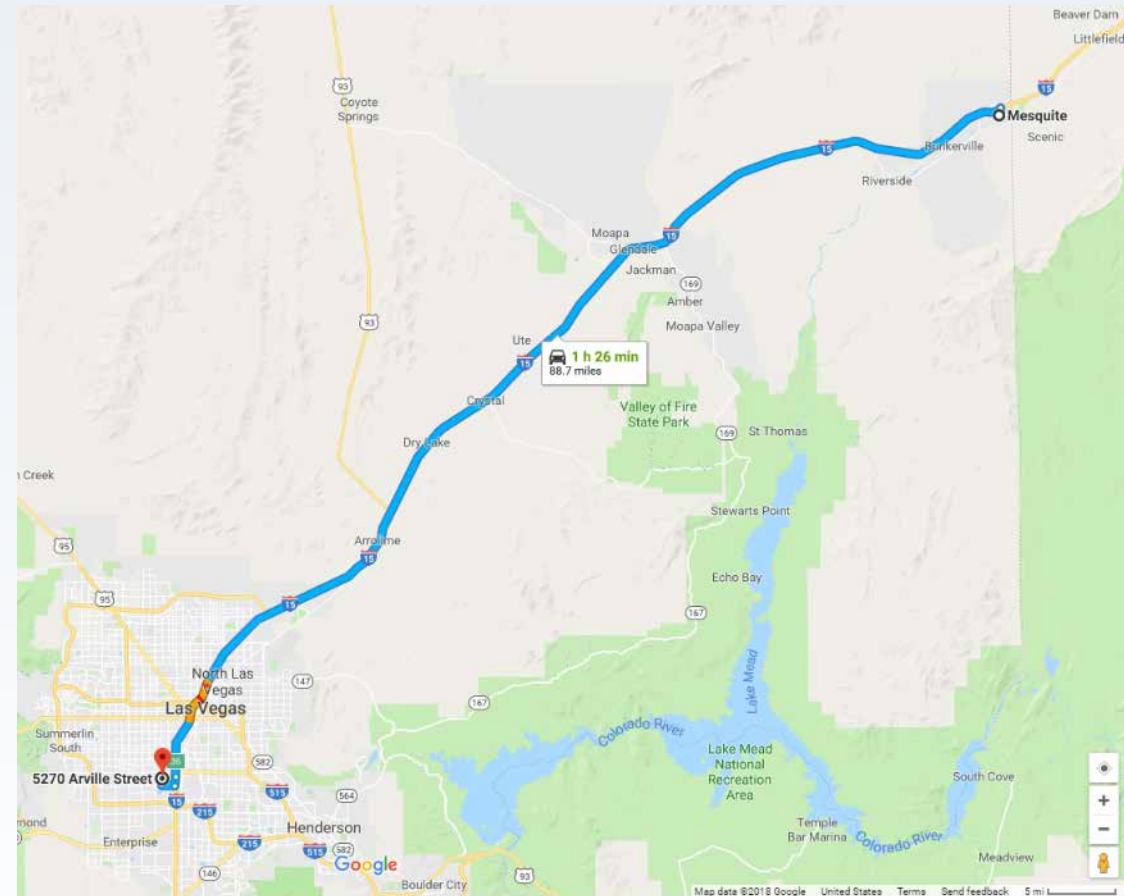 Beaver Dam
Littlefield
93
15
Coyote
Springs
Mesquite
Scenic
15
Bunkerville
Riverside
Moapa
15
Glendale
Jackman
169
Amber
93
Moapa Valley
Ute
15
1 h 26 min
88.7 miles
Crystal
Valley of Fire
State Park
169
St Thomas
Dry Lake
Creek
Stewarts Point
Arrolime
95
15
Echo Bay
95
15
167
North Las
Vegas
147
Las Vegas
167
Lake Mead
Summerlin
South
Colorado River
Lake Mead
National
Recreation
Area
582
5270 Arville Street
South Cove
15
515
564
215
Henderson
Temple
Bar Marina
Enterprise
215
515
582
Colorado River
Google
Meadview
146
93
Boulder City
Map data ©2018 Google United States Terms Send feedback 5 mi